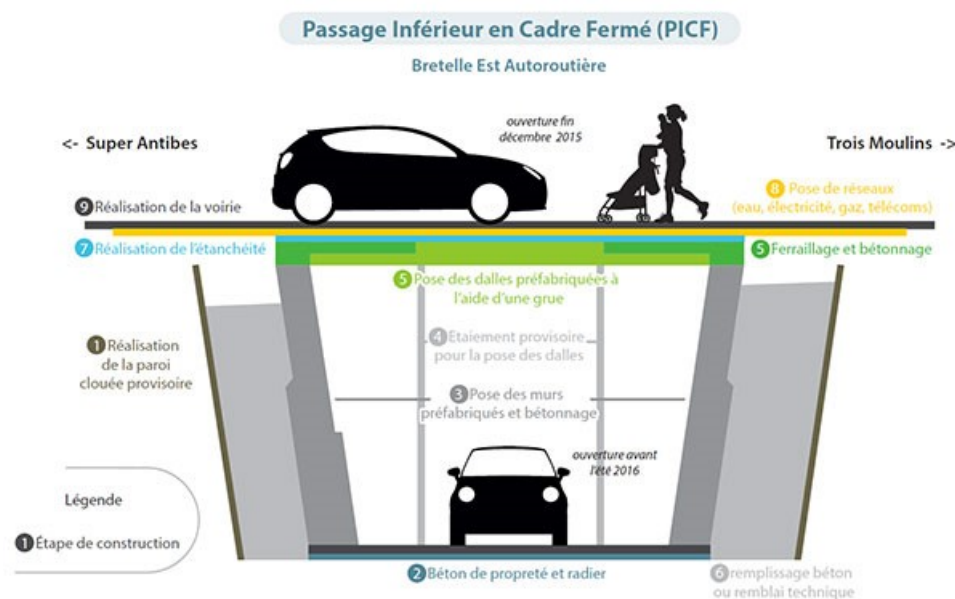 Passage Inférieur en Cadre Fermé (PICF)
Bretelle Est Autoroutière
ouverture fin
décembre 2015
<- Super Antibes
Trois Moulins ->
9 Réalisation de la voirie
8 Pose de réseaux
(eau, électricité, gaz, télécoms)
7 Réalisation de l'étanchéité
5 Ferraillage et bétonnage
5 Pose des dalles préfabriquées à
l'aide d'une grue
4 Etaiement provisoire
pour la pose des dalles
1 Réalisation
de la paroi
clouée provisoire
3 Pose des murs
préfabriqués et bétonnage
ouverture avant
l'été 2016
Légende
1 Étape de construction
2 Béton de propreté et radier
6 remplissage béton
ou remblai technique